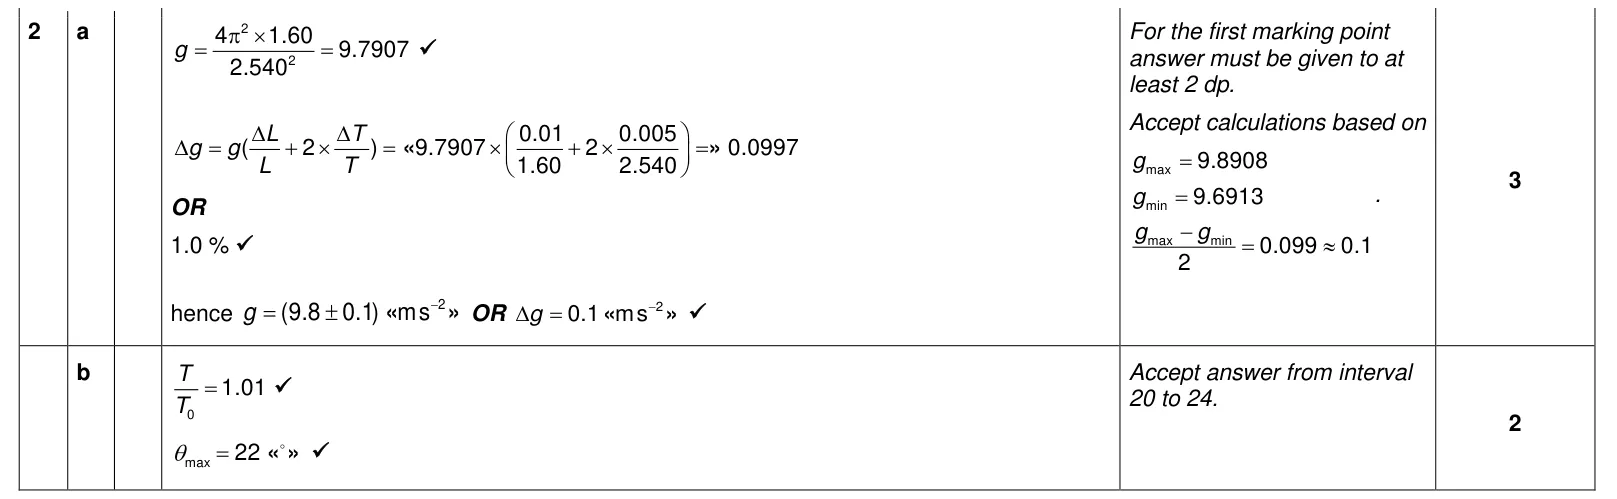 2 a
g = 4π² × 1.60 / 2.540² = 9.7907 ✓
Δg = g(ΔL/L + 2 × ΔT/T) = «9.7907 × (0.01/1.60 + 2 × 0.005/2.540) =» 0.0997
OR
1.0 % ✓
hence g = (9.8 ± 0.1) «m s⁻²» OR Δg = 0.1 «m s⁻²» ✓
For the first marking point
answer must be given to at
least 2 dp.
Accept calculations based on
g_max = 9.8908
g_min = 9.6913 .
(g_max − g_min)/2 = 0.099 ≈ 0.1
3
b
T/T₀ = 1.01 ✓
θ_max = 22 «°» ✓
Accept answer from interval
20 to 24.
2